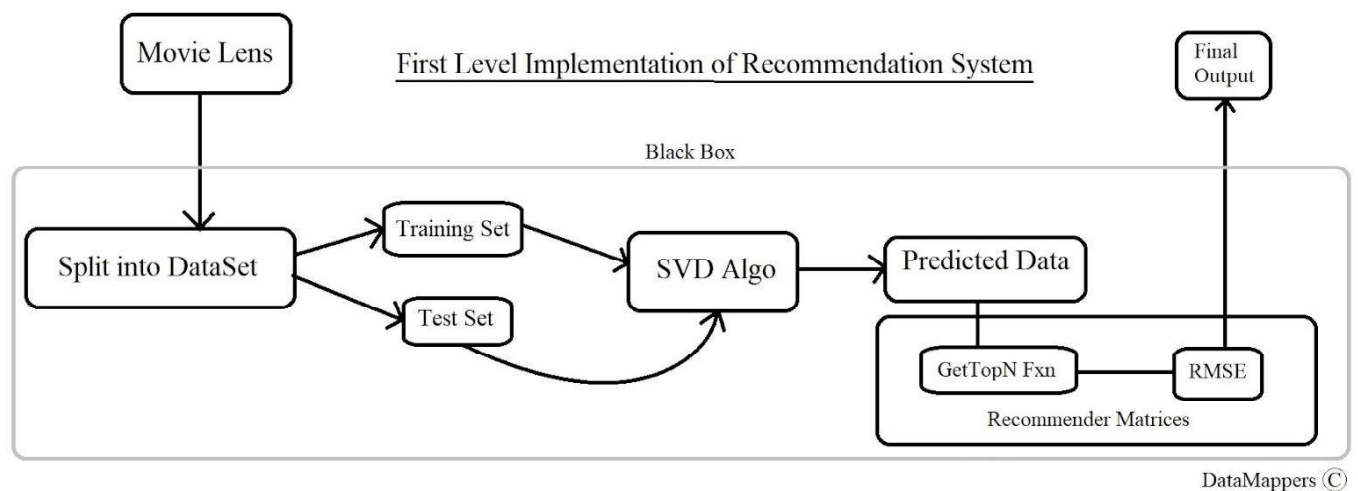 Movie Lens
First Level Implementation of Recommendation System
Final
Output
Black Box
Split into DataSet
Training Set
Test Set
SVD Algo
Predicted Data
GetTopN Fxn
RMSE
Recommender Matrices
DataMappers Ⓒ